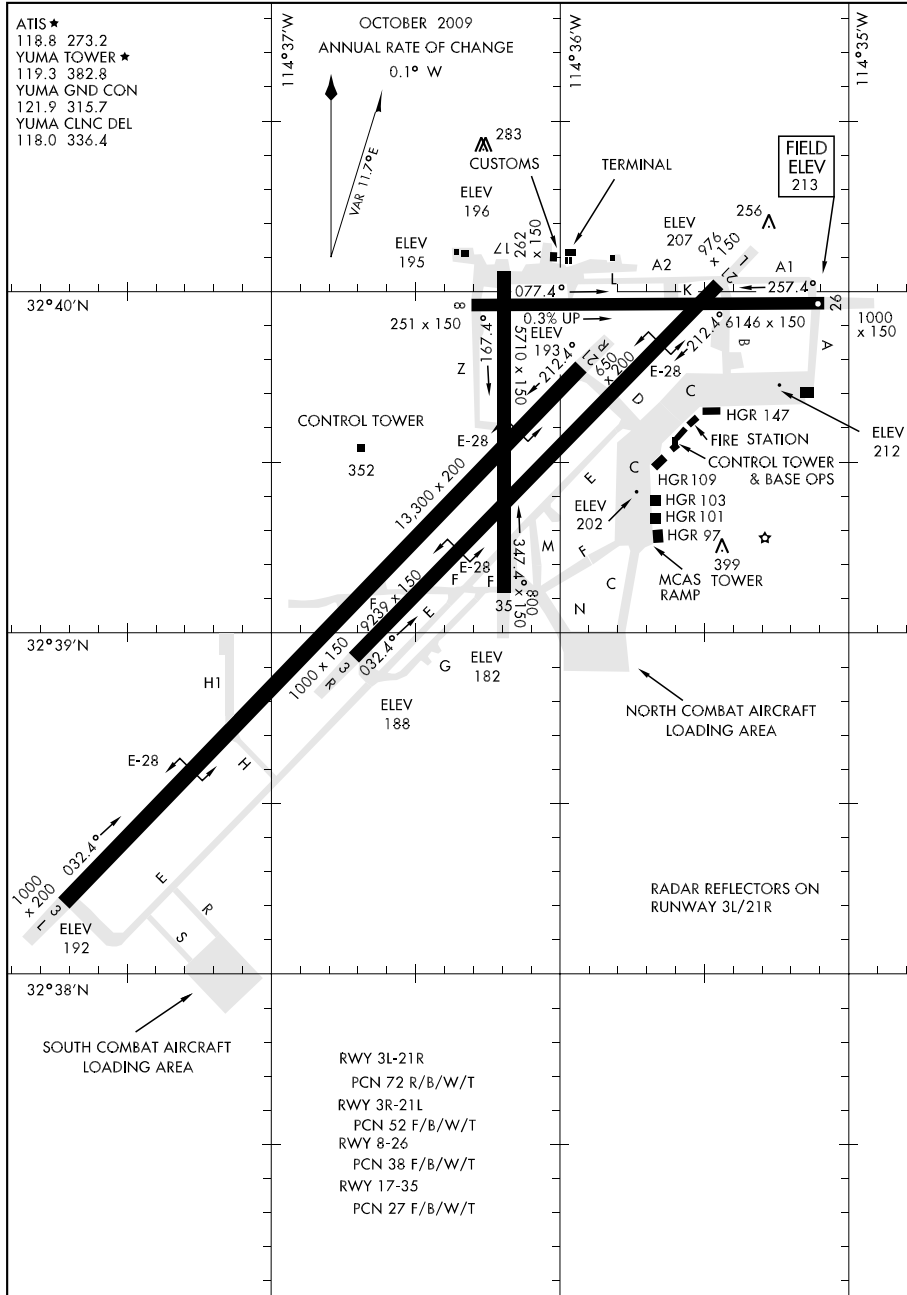 ATIS★
118.8 273.2
YUMA TOWER★
119.3 382.8
YUMA GND CON
121.9 315.7
YUMA CLNC DEL
118.0 336.4
OCTOBER 2009
ANNUAL RATE OF CHANGE
0.1° W
VAR 11.7°E
114°37'W
114°36'W
114°35'W
283
CUSTOMS
TERMINAL
FIELD
ELEV
213
ELEV
196
ELEV
195
17
262
x 150
ELEV
207
256
976
x 150
21L
A2
A1
L
K
32°40'N
077.4°
257.4°
8
26
251 x 150
0.3% UP
6146 x 150
1000
x 150
A
B
Z
167.4°
5710 x 150
ELEV
193
212.4°
21R
650
x 200
212.4°
E-28
D
C
HGR 147
FIRE STATION
CONTROL TOWER
& BASE OPS
ELEV
212
CONTROL TOWER
352
E-28
13,300 x 200
E
C
HGR 109
HGR 103
HGR 101
HGR 97
ELEV
202
399
TOWER
MCAS
RAMP
M
F
C
N
E-28
F
F
F
347.4°
35
800
x 150
9239 x 150
1000 x 150
032.4°
E
3R
32°39'N
G
ELEV
182
ELEV
188
H1
H
NORTH COMBAT AIRCRAFT
LOADING AREA
E-28
032.4°
1000
x 200
3L
ELEV
192
E
R
S
RADAR REFLECTORS ON
RUNWAY 3L/21R
32°38'N
SOUTH COMBAT AIRCRAFT
LOADING AREA
RWY 3L-21R
PCN 72 R/B/W/T
RWY 3R-21L
PCN 52 F/B/W/T
RWY 8-26
PCN 38 F/B/W/T
RWY 17-35
PCN 27 F/B/W/T